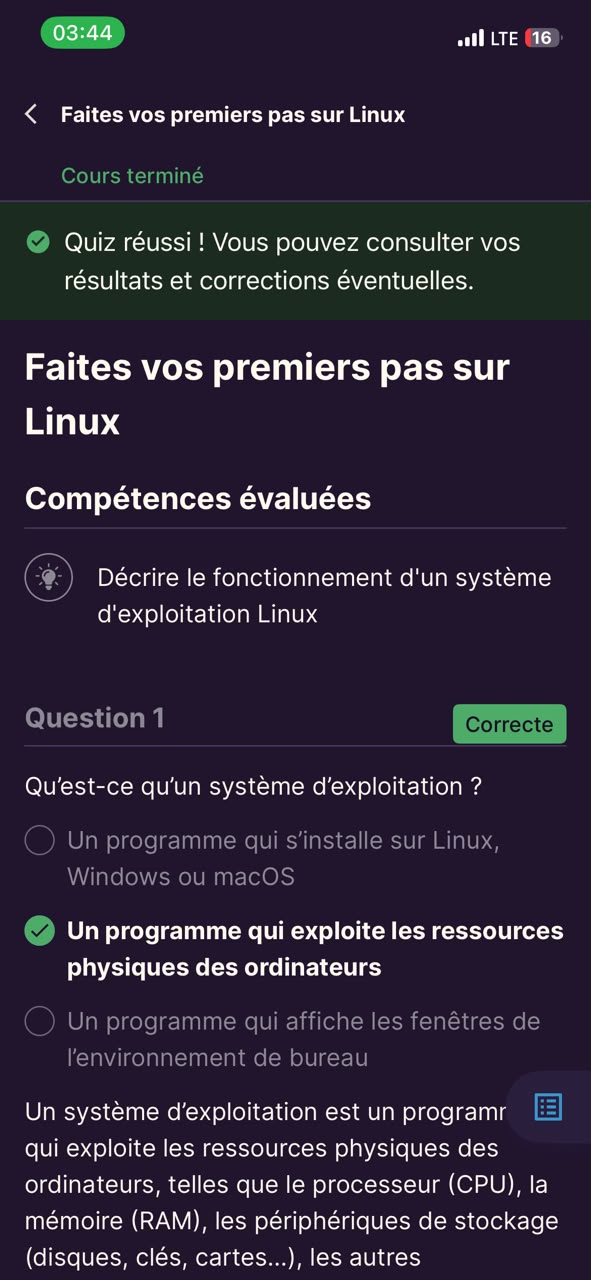 03:44
LTE 16
Faites vos premiers pas sur Linux
Cours terminé
Quiz réussi ! Vous pouvez consulter vos
résultats et corrections éventuelles.
Faites vos premiers pas sur
Linux
Compétences évaluées
Décrire le fonctionnement d'un système
d'exploitation Linux
Question 1
Correcte
Qu’est-ce qu’un système d’exploitation ?
Un programme qui s’installe sur Linux,
Windows ou macOS
Un programme qui exploite les ressources
physiques des ordinateurs
Un programme qui affiche les fenêtres de
l’environnement de bureau
Un système d’exploitation est un programm
qui exploite les ressources physiques des
ordinateurs, telles que le processeur (CPU), la
mémoire (RAM), les périphériques de stockage
(disques, clés, cartes…), les autres